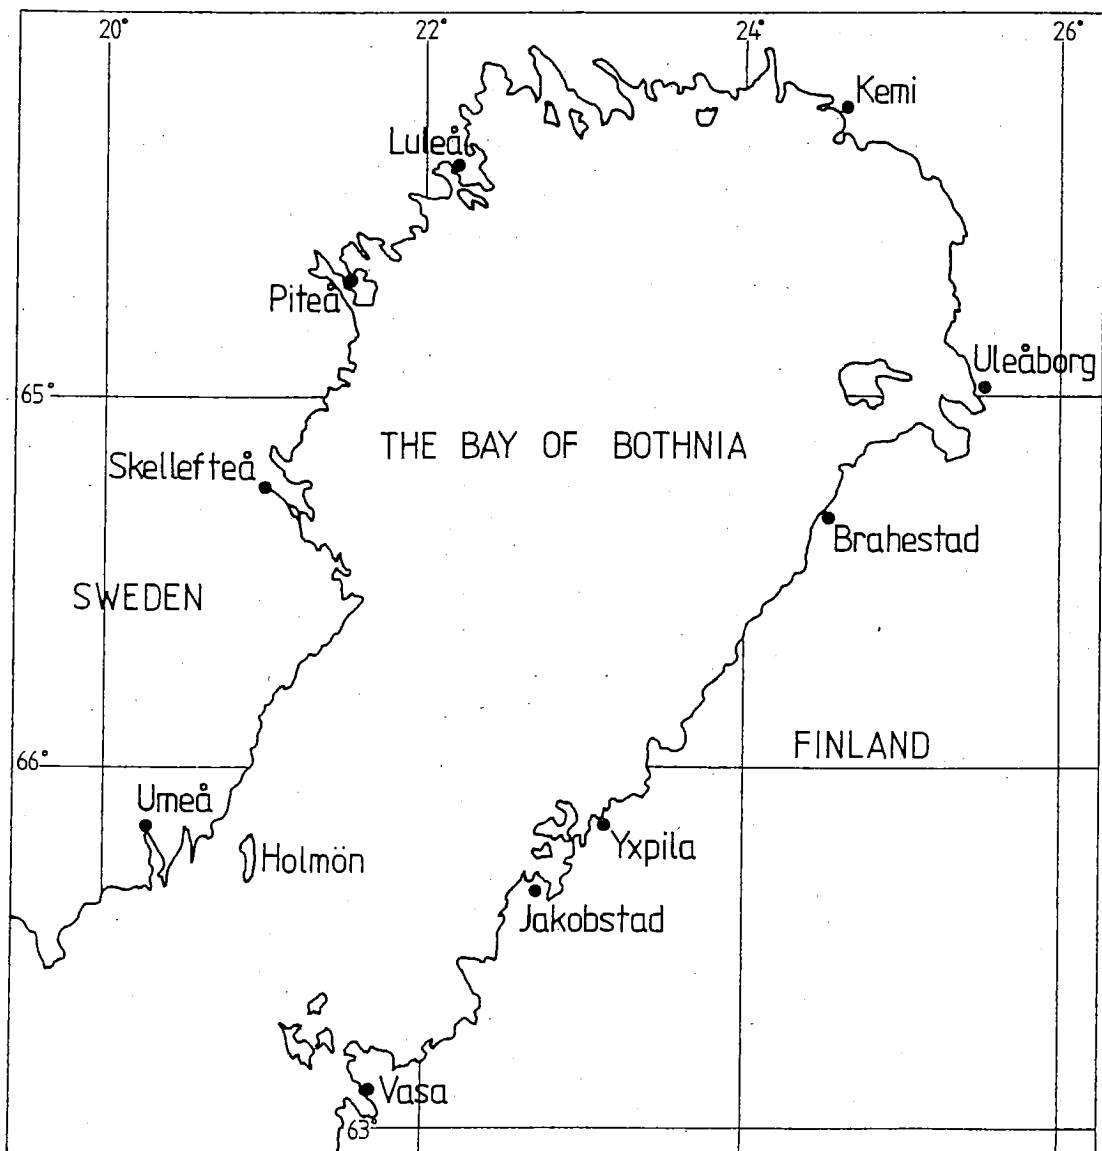 20° 22° 24° 26°
Kemi
Luleå
Piteå
Uleåborg
65°
THE BAY OF BOTHNIA
Skellefteå
Brahestad
SWEDEN
FINLAND
66°
Umeå
Yxpila
Holmön
Jakobstad
Vasa
63°